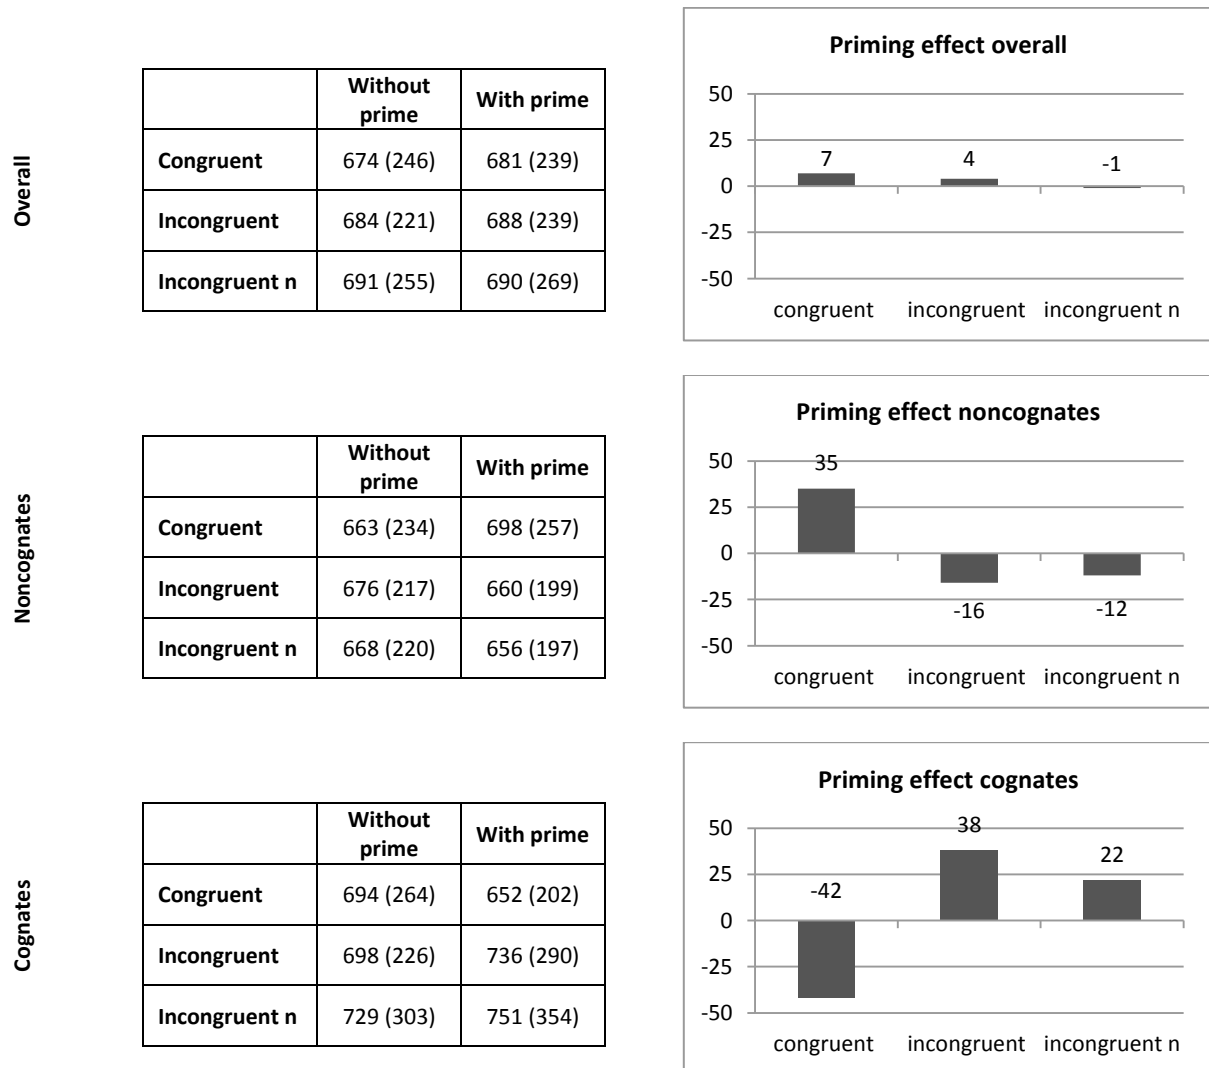 Overall
Without prime With prime
Congruent 674 (246) 681 (239)
Incongruent 684 (221) 688 (239)
Incongruent n 691 (255) 690 (269)
Priming effect overall
50
25
0
-25
-50
7 4 -1
congruent incongruent incongruent n
Noncognates
Without prime With prime
Congruent 663 (234) 698 (257)
Incongruent 676 (217) 660 (199)
Incongruent n 668 (220) 656 (197)
Priming effect noncognates
50
25
0
-25
-50
35 -16 -12
congruent incongruent incongruent n
Cognates
Without prime With prime
Congruent 694 (264) 652 (202)
Incongruent 698 (226) 736 (290)
Incongruent n 729 (303) 751 (354)
Priming effect cognates
50
25
0
-25
-50
-42 38 22
congruent incongruent incongruent n